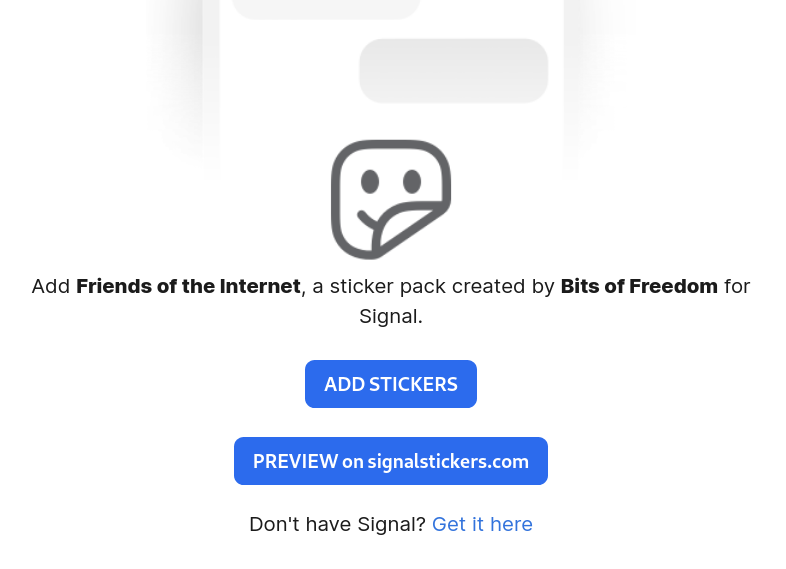 Add Friends of the Internet, a sticker pack created by Bits of Freedom for
Signal.
ADD STICKERS
PREVIEW on signalstickers.com
Don't have Signal? Get it here